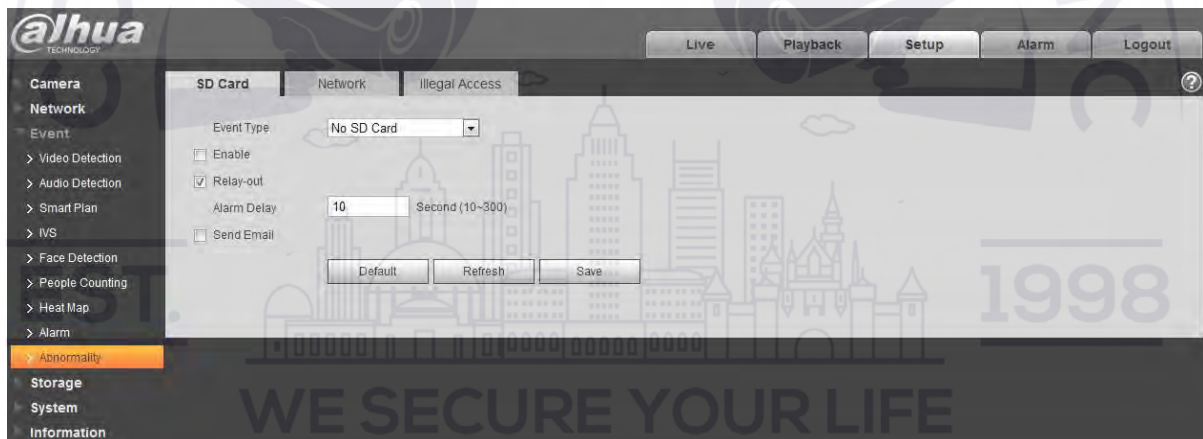 alhua
TECHNOLOGY
Live Playback Setup Alarm Logout
Camera
Network
Event
> Video Detection
> Audio Detection
> Smart Plan
> IVS
> Face Detection
> People Counting
> Heat Map
> Alarm
> Abnormality
Storage
System
Information
SD Card Network Illegal Access
?
Event Type No SD Card
Enable
Relay-out
Alarm Delay 10 Second (10~300)
Send Email
Default Refresh Save
EST. 1998
WE SECURE YOUR LIFE